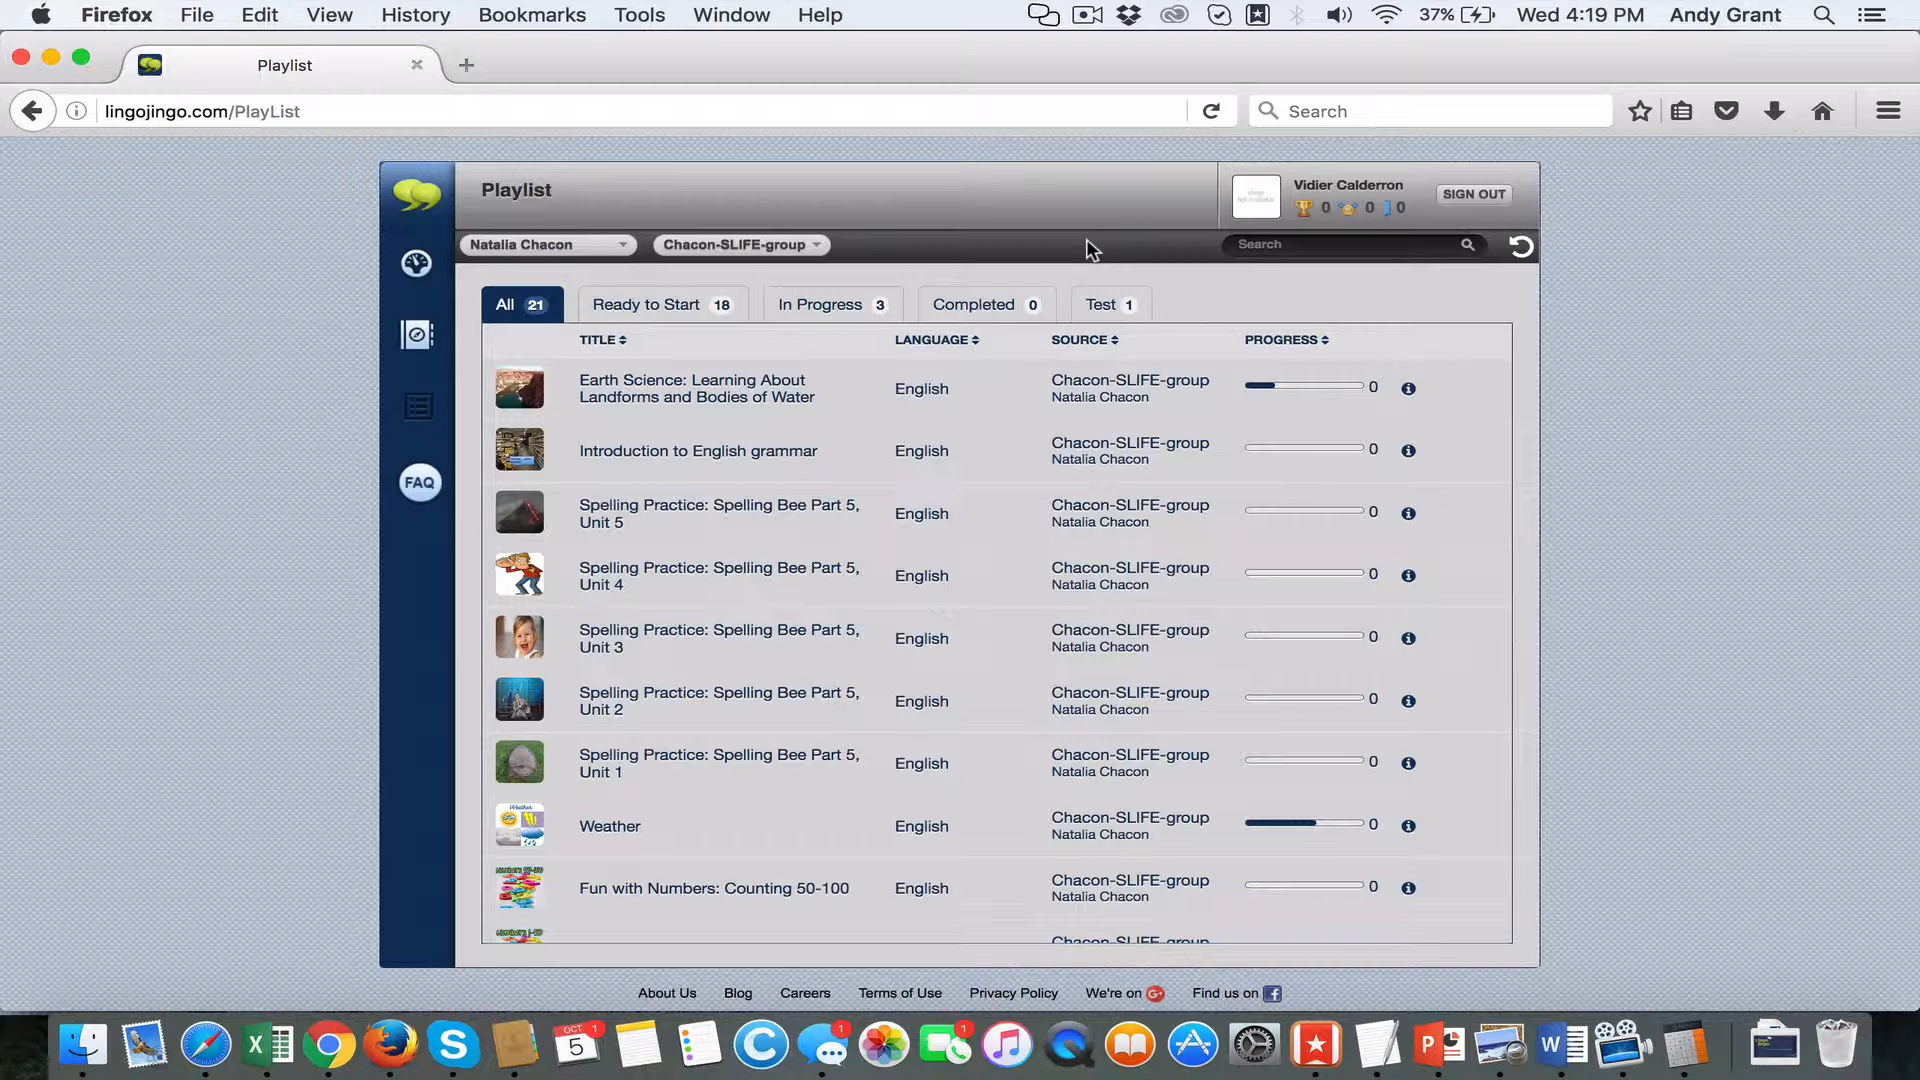 Firefox File Edit View History Bookmarks Tools Window Help 37% Wed 4:19 PM Andy Grant
Playlist
lingojingo.com/PlayList Search
Playlist
Vidier Calderron
0 0 0
SIGN OUT
Natalia Chacon Chacon-SLIFE-group Search
All 21 Ready to Start 18 In Progress 3 Completed 0 Test 1
TITLE LANGUAGE SOURCE PROGRESS
Earth Science: Learning About
Landforms and Bodies of Water
English
Chacon-SLIFE-group
Natalia Chacon
0
Introduction to English grammar
English
Chacon-SLIFE-group
Natalia Chacon
0
Spelling Practice: Spelling Bee Part 5,
Unit 5
English
Chacon-SLIFE-group
Natalia Chacon
0
Spelling Practice: Spelling Bee Part 5,
Unit 4
English
Chacon-SLIFE-group
Natalia Chacon
0
Spelling Practice: Spelling Bee Part 5,
Unit 3
English
Chacon-SLIFE-group
Natalia Chacon
0
Spelling Practice: Spelling Bee Part 5,
Unit 2
English
Chacon-SLIFE-group
Natalia Chacon
0
Spelling Practice: Spelling Bee Part 5,
Unit 1
English
Chacon-SLIFE-group
Natalia Chacon
0
Weather
Weather
English
Chacon-SLIFE-group
Natalia Chacon
0
Fun with Numbers: Counting 50-100
English
Chacon-SLIFE-group
Natalia Chacon
0
Chacon-SLIFE-group
FAQ
About Us Blog Careers Terms of Use Privacy Policy We're on Find us on
OCT 1
5
1
1